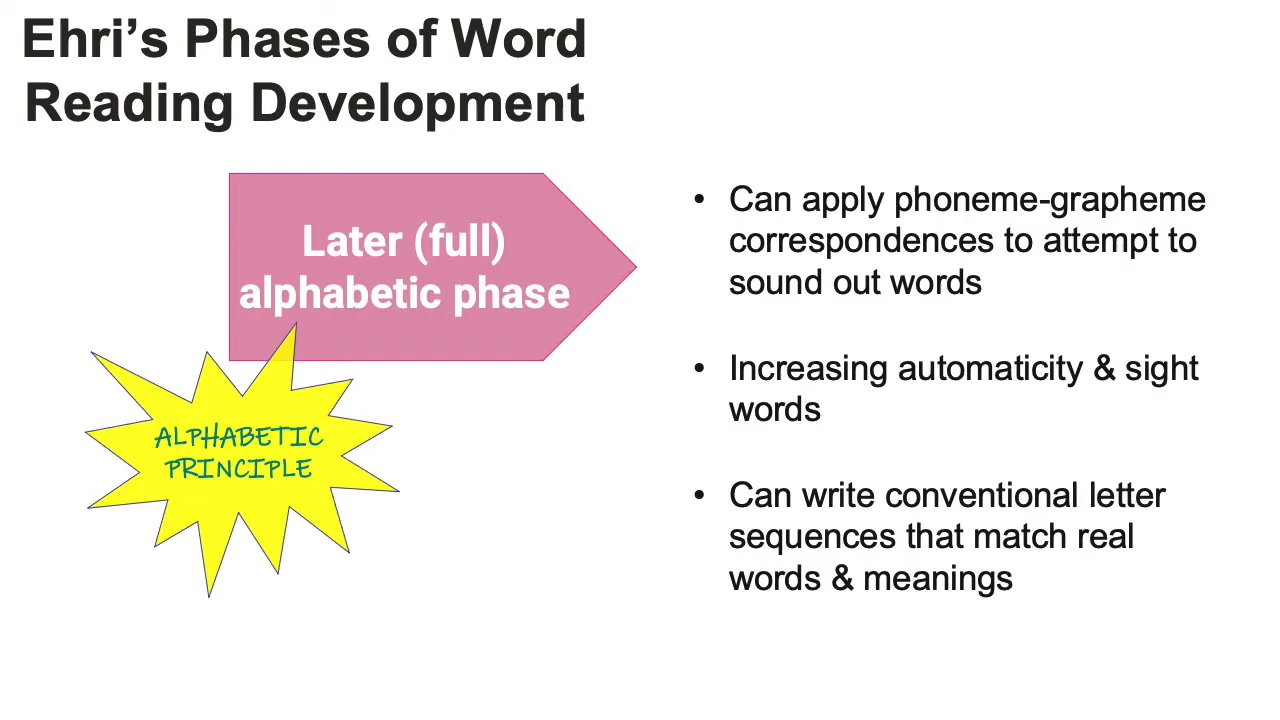 Ehri’s Phases of Word
Reading Development
Later (full)
alphabetic phase
ALPHABETIC
PRINCIPLE
• Can apply phoneme-grapheme
correspondences to attempt to
sound out words
• Increasing automaticity & sight
words
• Can write conventional letter
sequences that match real
words & meanings